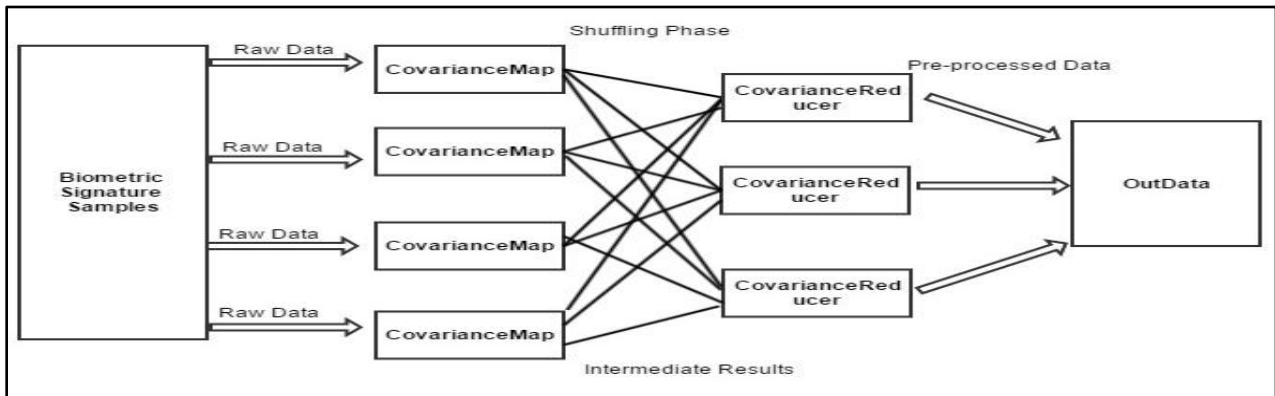 Shuffling Phase
Raw Data
CovarianceMap
Pre-processed Data
CovarianceRed
ucer
Raw Data
CovarianceMap
Biometric
Signature
Samples
CovarianceRed
ucer
OutData
Raw Data
CovarianceMap
CovarianceRed
ucer
Raw Data
CovarianceMap
Intermediate Results